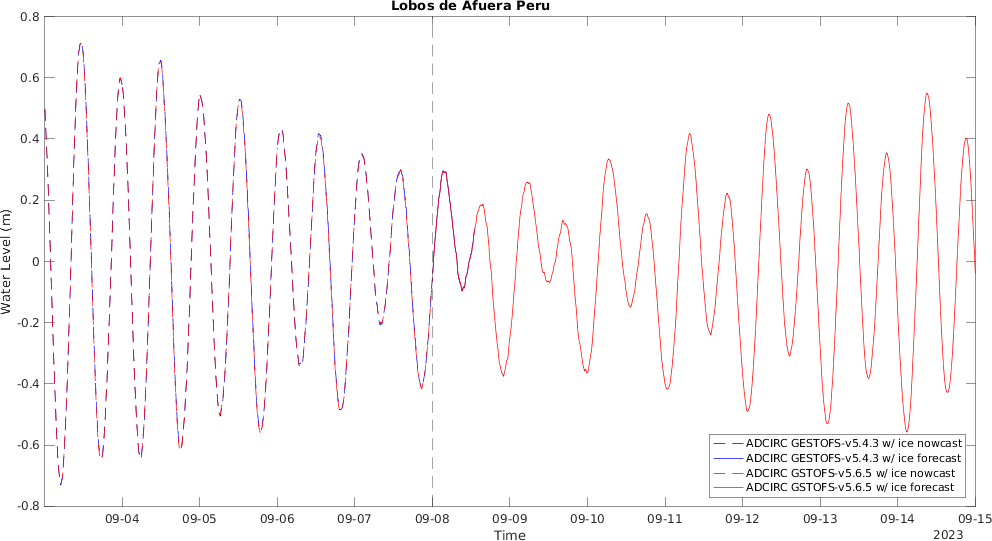 Lobos de Afuera Peru
0.8
0.6
0.4
0.2
0
-0.2
-0.4
-0.6
-0.8
Water Level (m)
09-04 09-05 09-06 09-07 09-08 09-09 09-10 09-11 09-12 09-13 09-14 09-15
Time
2023
ADCIRC GESTOFS-v5.4.3 w/ ice nowcast
ADCIRC GESTOFS-v5.4.3 w/ ice forecast
ADCIRC GSTOFS-v5.6.5 w/ ice nowcast
ADCIRC GSTOFS-v5.6.5 w/ ice forecast